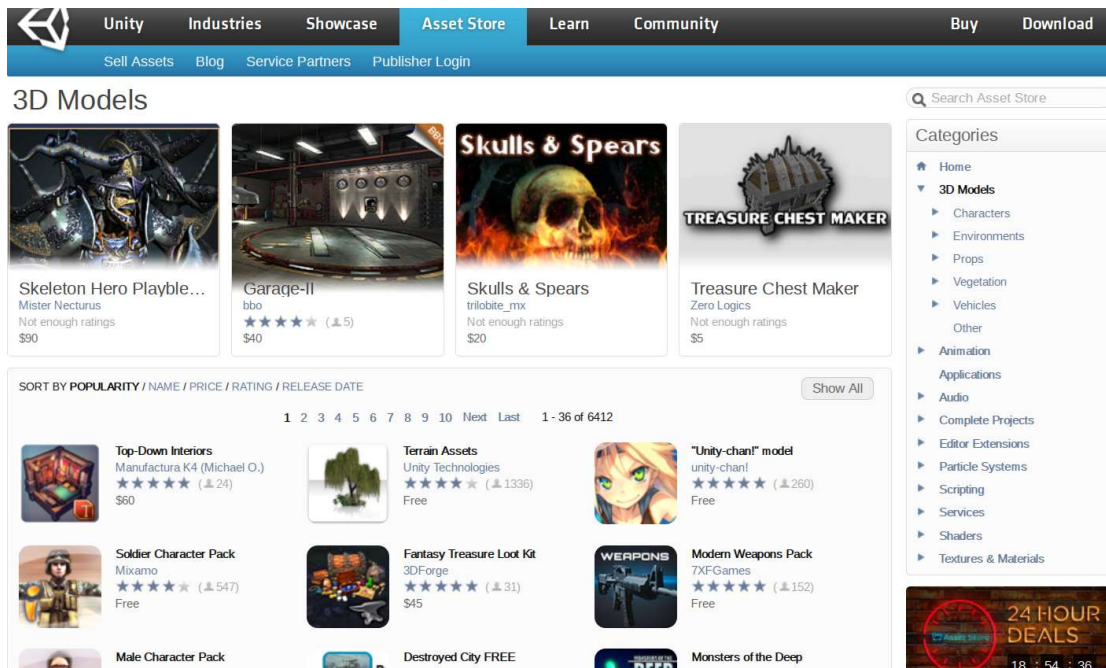 Unity Industries Showcase Asset Store Learn Community Buy Download
Sell Assets Blog Service Partners Publisher Login
3D Models
Search Asset Store
BBO
Skulls & Spears
TREASURE CHEST MAKER
Skeleton Hero Playble...
Mister Necturus
Not enough ratings
$90
Garage-II
bbo
(5)
$40
Skulls & Spears
trilobite_mx
Not enough ratings
$20
Treasure Chest Maker
Zero Logics
Not enough ratings
$5
SORT BY POPULARITY / NAME / PRICE / RATING / RELEASE DATE
Show All
1 2 3 4 5 6 7 8 9 10 Next Last 1 - 36 of 6412
Top-Down Interiors
Manufactura K4 (Michael O.)
(24)
$60
Terrain Assets
Unity Technologies
(1336)
Free
"Unity-chan!" model
unity-chan!
(260)
Free
Soldier Character Pack
Mixamo
(547)
Free
Fantasy Treasure Loot Kit
3DForge
(31)
$45
WEAPONS
Modern Weapons Pack
7XFGames
(152)
Free
Male Character Pack
Destroyed City FREE
Monsters of the Deep
Categories
Home
3D Models
Characters
Environments
Props
Vegetation
Vehicles
Other
Animation
Applications
Audio
Complete Projects
Editor Extensions
Particle Systems
Scripting
Services
Shaders
Textures & Materials
Asset Store
24 HOUR
DEALS
18 : 54 : 36